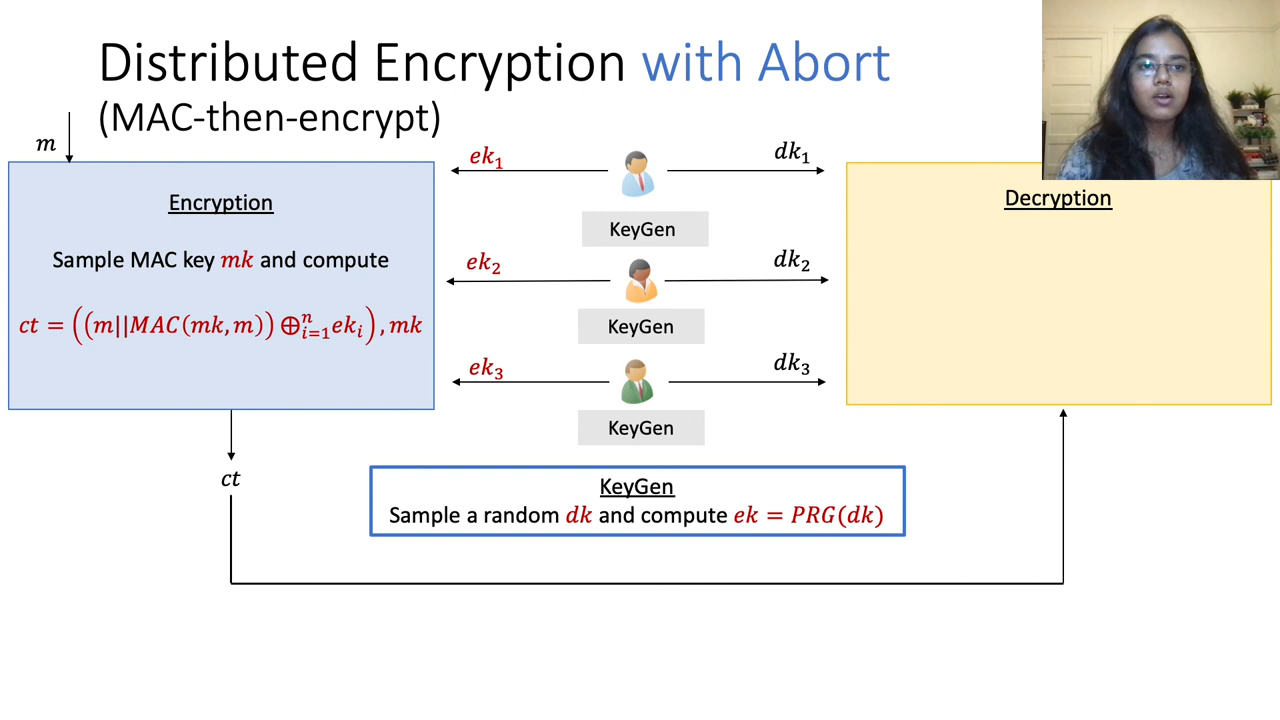 Distributed Encryption with Abort
(MAC-then-encrypt)
m
Encryption
Sample MAC key mk and compute
ct = ((m||MAC(mk, m)) ⊕ⁿᵢ₌₁ ekᵢ), mk
ct
ek₁
dk₁
KeyGen
ek₂
dk₂
KeyGen
ek₃
dk₃
KeyGen
KeyGen
Sample a random dk and compute ek = PRG(dk)
Decryption